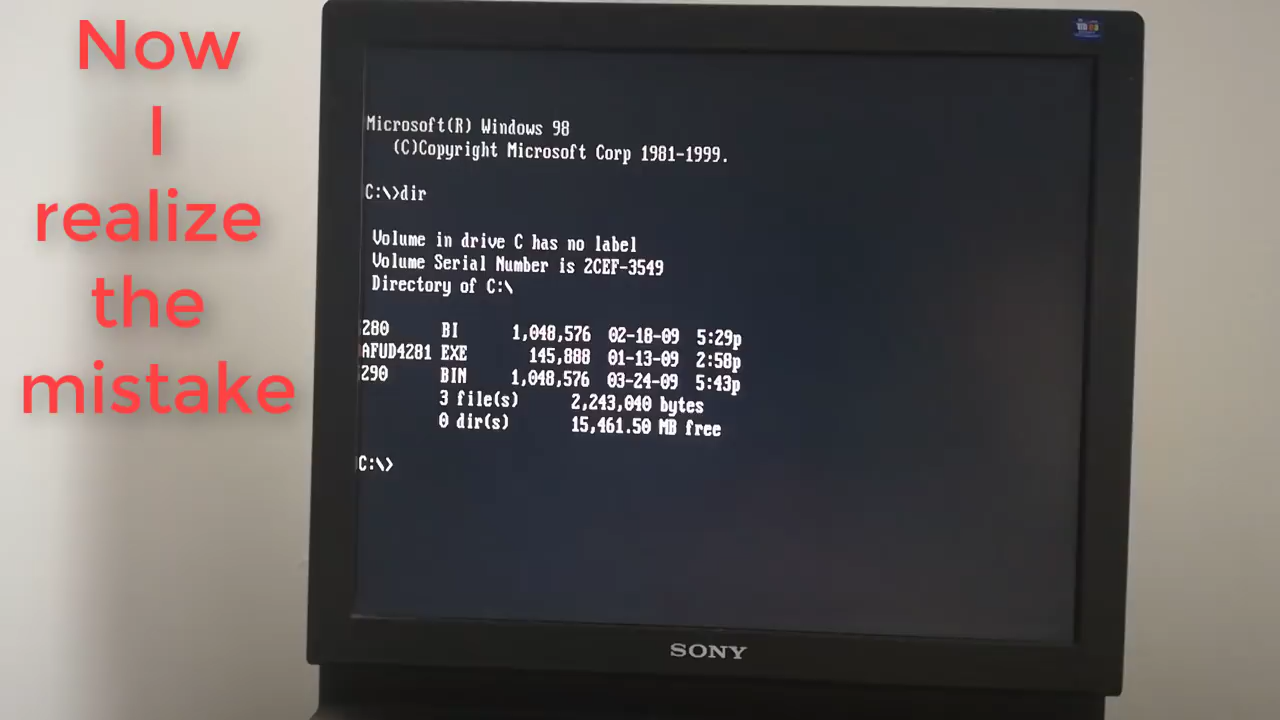 Now
I
realize
the
mistake
Microsoft(R) Windows 98
(C)Copyright Microsoft Corp 1981-1999.
C:\>dir
Volume in drive C has no label
Volume Serial Number is 2CEF-3549
Directory of C:\
280 BI 1,048,576 02-18-09 5:29p
AFUD4281 EXE 145,888 01-13-09 2:58p
290 BIN 1,048,576 03-24-09 5:43p
3 file(s) 2,243,040 bytes
0 dir(s) 15,461.50 MB free
C:\>
SONY